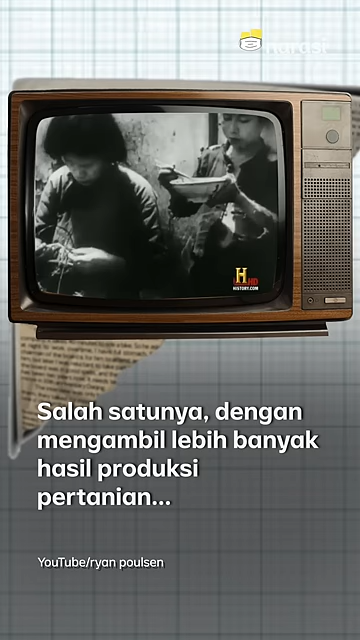 narasi
H HD
HISTORY.COM
Salah satunya, dengan
mengambil lebih banyak
hasil produksi
pertanian...
YouTube/ryan poulsen